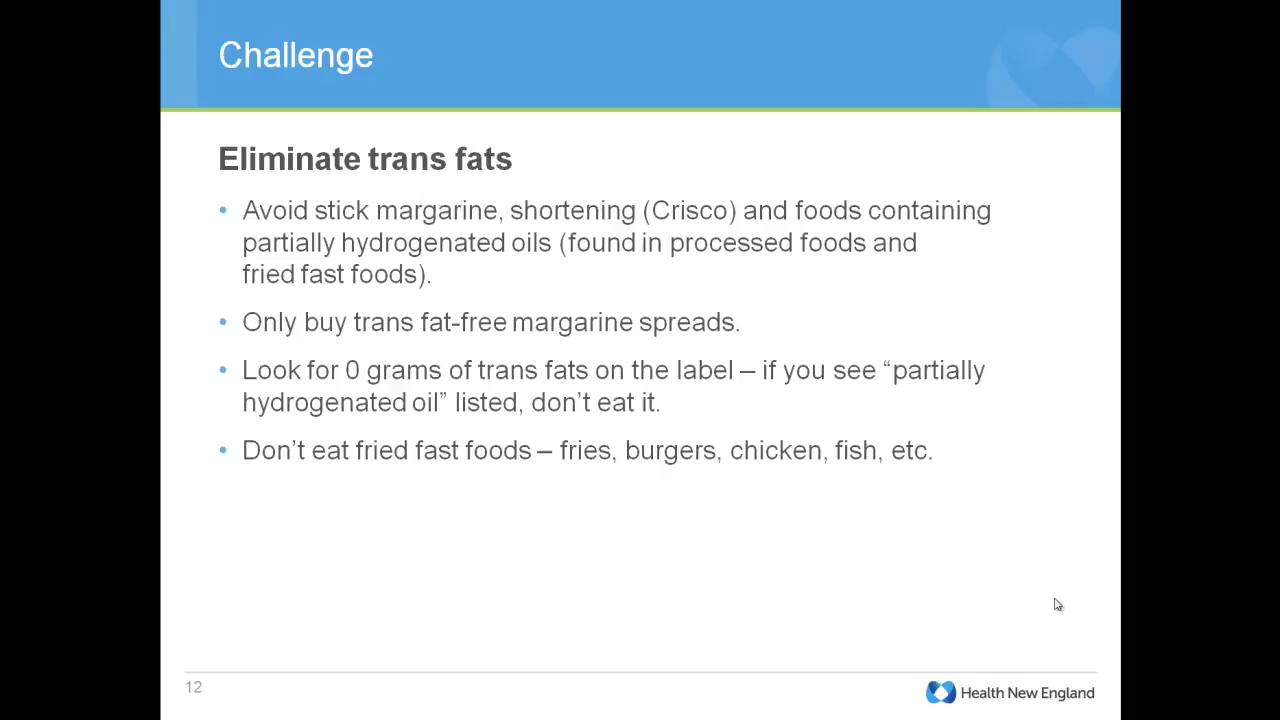 Challenge
Eliminate trans fats
• Avoid stick margarine, shortening (Crisco) and foods containing
partially hydrogenated oils (found in processed foods and
fried fast foods).
• Only buy trans fat-free margarine spreads.
• Look for 0 grams of trans fats on the label – if you see “partially
hydrogenated oil” listed, don’t eat it.
• Don’t eat fried fast foods – fries, burgers, chicken, fish, etc.
12
Health New England